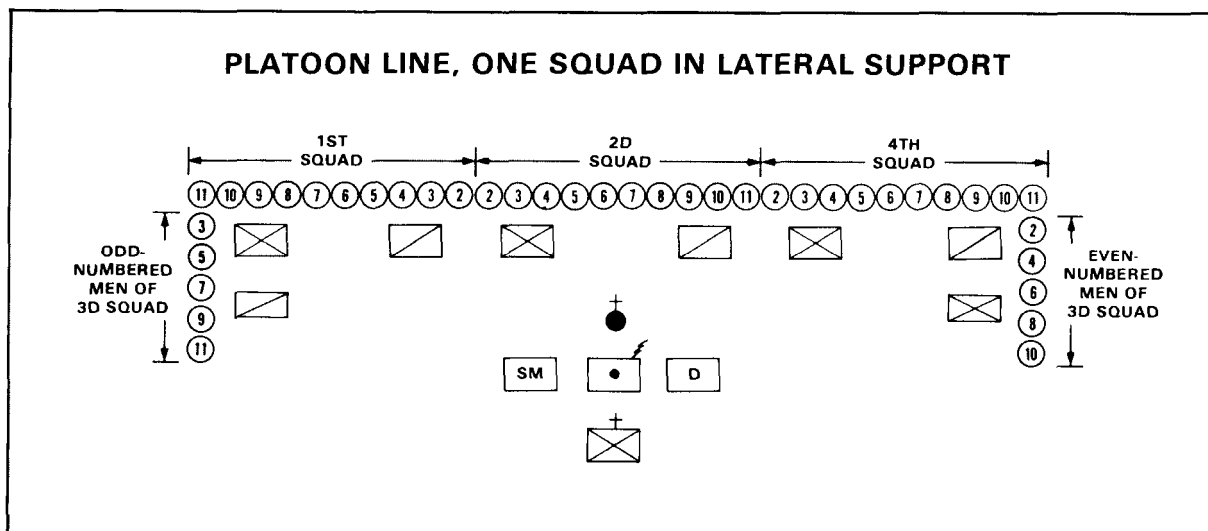 PLATOON LINE, ONE SQUAD IN LATERAL SUPPORT
1ST
SQUAD
2D
SQUAD
4TH
SQUAD
11 10 9 8 7 6 5 4 3 2 2 3 4 5 6 7 8 9 10 11 2 3 4 5 6 7 8 9 10 11
ODD-
NUMBERED
MEN OF
3D SQUAD
3
5
7
9
11
2
4
6
8
10
EVEN-
NUMBERED
MEN OF
3D SQUAD
SM D